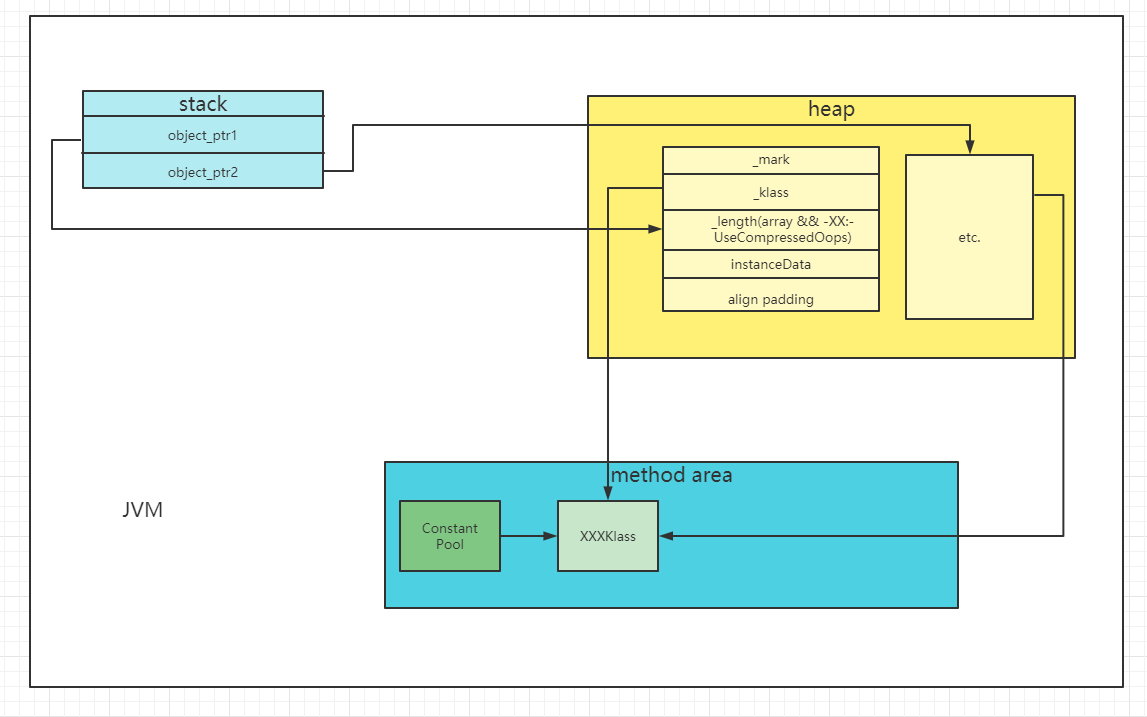 stack
object_ptr1
object_ptr2
heap
_mark
_klass
_length(array && -XX:-
UseCompressedOops)
instanceData
align padding
etc.
method area
Constant
Pool
XXXKlass
JVM